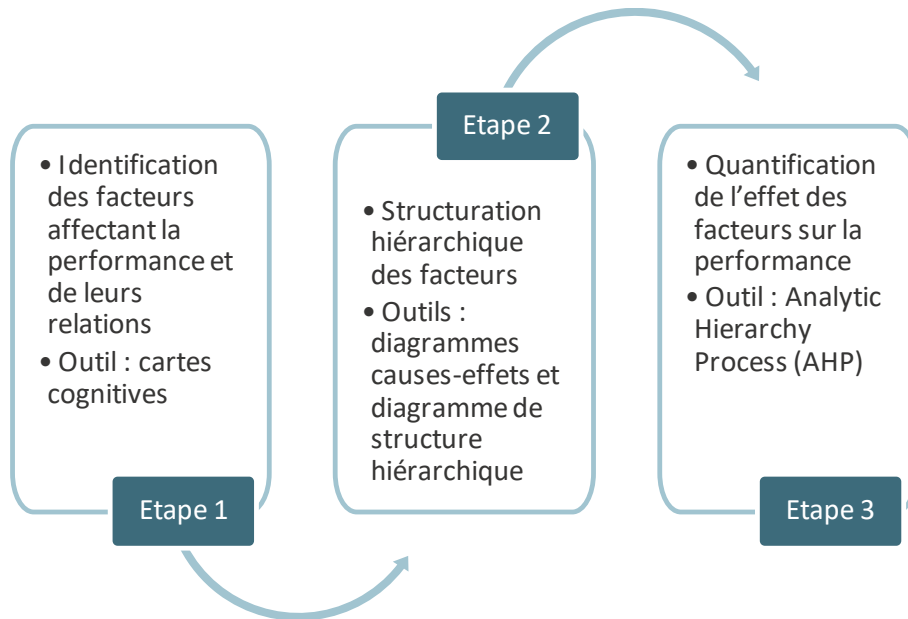 • Identification
des facteurs
affectant la
performance et
de leurs
relations
• Outil : cartes
cognitives
Etape 1
Etape 2
• Structuration
hiérarchique
des facteurs
• Outils :
diagrammes
causes-effets et
diagramme de
structure
hiérarchique
• Quantification
de l’effet des
facteurs sur la
performance
• Outil : Analytic
Hierarchy
Process (AHP)
Etape 3